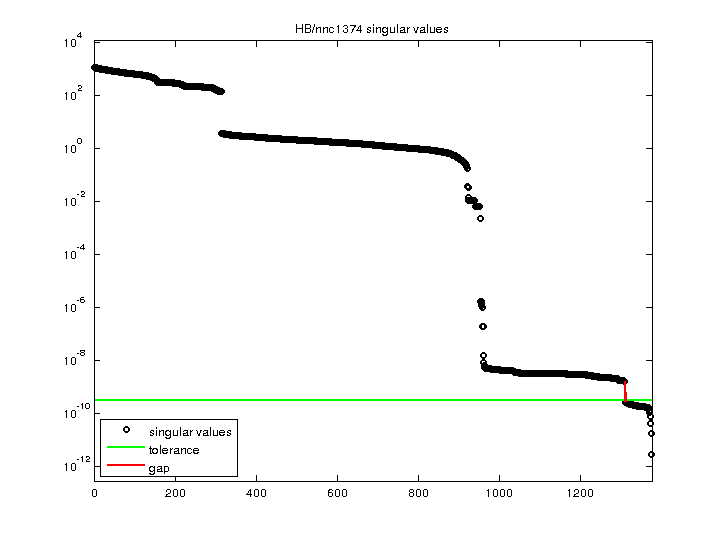 HB/nnc1374 singular values
10^4
10^2
10^0
10^-2
10^-4
10^-6
10^-8
10^-10
10^-12
singular values
tolerance
gap
0 200 400 600 800 1000 1200